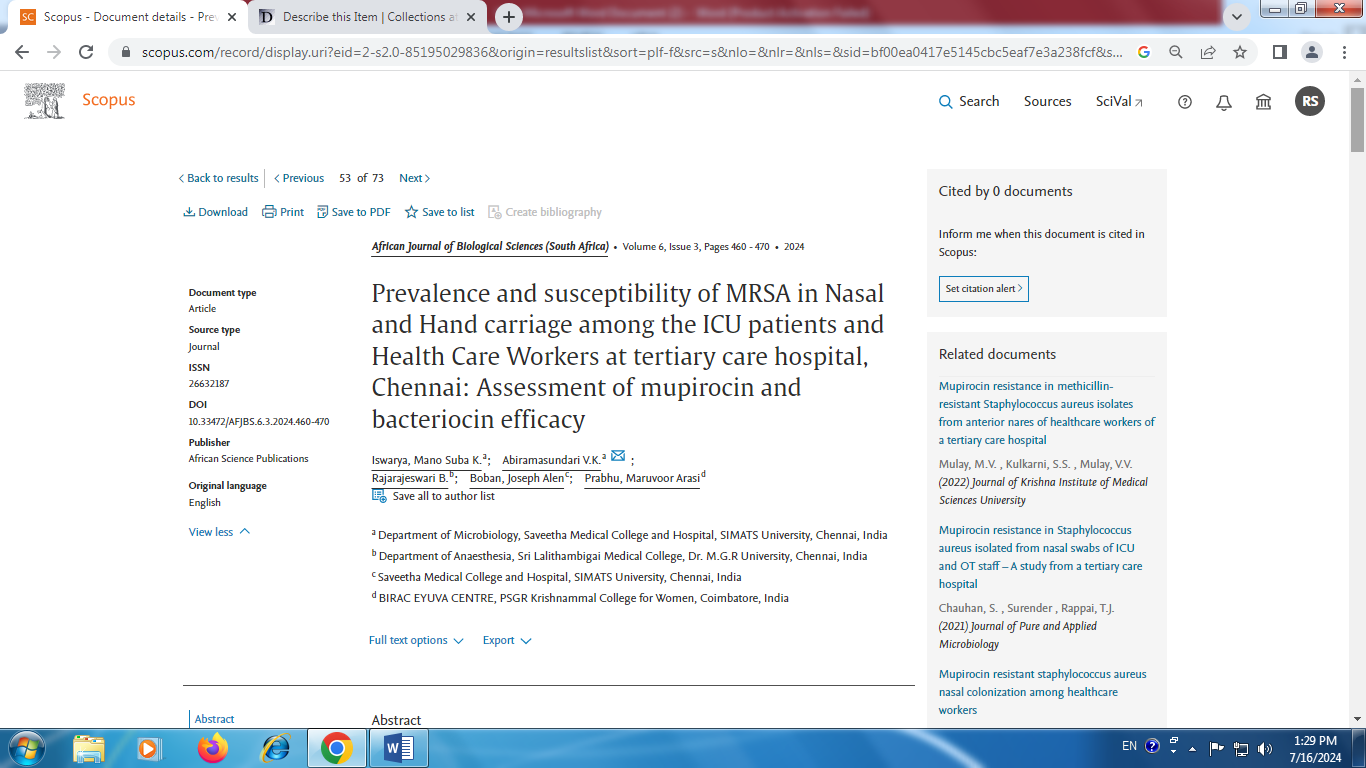 Scopus - Document details - Prev
Describe this Item | Collections at
scopus.com/record/display.uri?eid=2-s2.0-85195029836&origin=resultslist&sort=plf-f&src=s&nlo=&nlr=&nls=&sid=bf00ea0417e5145cbc5eaf7e3a238fcf&s...
Scopus
Search
Sources
SciVal
RS
Back to results
Previous 53 of 73 Next
Download
Print
Save to PDF
Save to list
Create bibliography
African Journal of Biological Sciences (South Africa) • Volume 6, Issue 3, Pages 460 - 470 • 2024
Document type
Article
Source type
Journal
ISSN
26632187
DOI
10.33472/AFJBS.6.3.2024.460-470
Publisher
African Science Publications
Original language
English
View less
Prevalence and susceptibility of MRSA in Nasal
and Hand carriage among the ICU patients and
Health Care Workers at tertiary care hospital,
Chennai: Assessment of mupirocin and
bacteriocin efficacy
Iswarya, Mano Suba K.a; Abiramasundari V.K.a ;
Rajarajeswari B.b; Boban, Joseph Alenc; Prabhu, Maruvoor Arasid
Save all to author list
a Department of Microbiology, Saveetha Medical College and Hospital, SIMATS University, Chennai, India
b Department of Anaesthesia, Sri Lalithambigai Medical College, Dr. M.G.R University, Chennai, India
c Saveetha Medical College and Hospital, SIMATS University, Chennai, India
d BIRAC EYUVA CENTRE, PSGR Krishnammal College for Women, Coimbatore, India
Full text options
Export
Abstract
Abstract
Cited by 0 documents
Inform me when this document is cited in
Scopus:
Set citation alert
Related documents
Mupirocin resistance in methicillin-
resistant Staphylococcus aureus isolates
from anterior nares of healthcare workers of
a tertiary care hospital
Mulay, M.V. , Kulkarni, S.S. , Mulay, V.V.
(2022) Journal of Krishna Institute of Medical
Sciences University
Mupirocin resistance in Staphylococcus
aureus isolated from nasal swabs of ICU
and OT staff – A study from a tertiary care
hospital
Chauhan, S. , Surender , Rappai, T.J.
(2021) Journal of Pure and Applied
Microbiology
Mupirocin resistant staphylococcus aureus
nasal colonization among healthcare
workers
EN
1:29 PM
7/16/2024